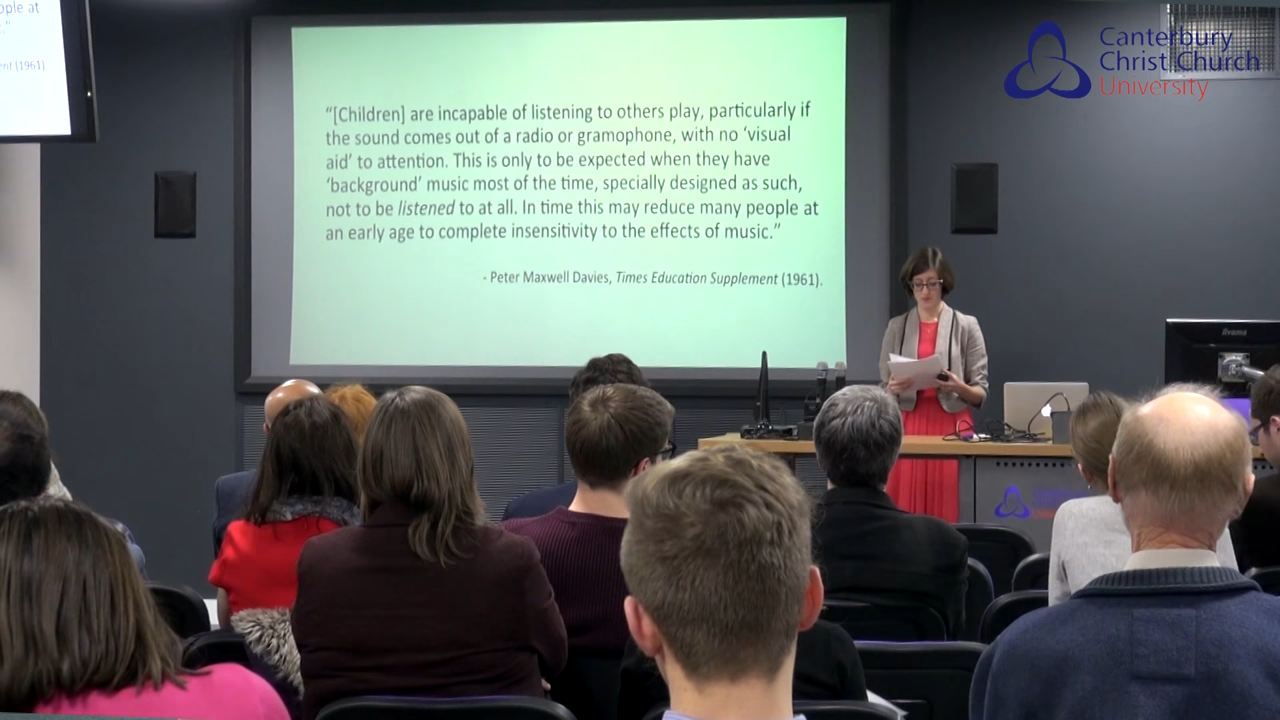 ople at
."
ent (1961)
Canterbury
Christ Church
University
“[Children] are incapable of listening to others play, particularly if
the sound comes out of a radio or gramophone, with no ‘visual
aid’ to attention. This is only to be expected when they have
‘background’ music most of the time, specially designed as such,
not to be listened to at all. In time this may reduce many people at
an early age to complete insensitivity to the effects of music.”
- Peter Maxwell Davies, Times Education Supplement (1961).
iiyama